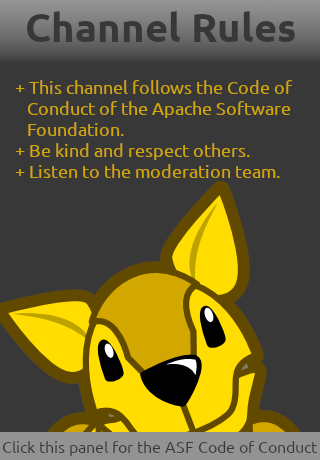 Channel Rules
+ This channel follows the Code of
Conduct of the Apache Software
Foundation.
+ Be kind and respect others.
+ Listen to the moderation team.
Click this panel for the ASF Code of Conduct